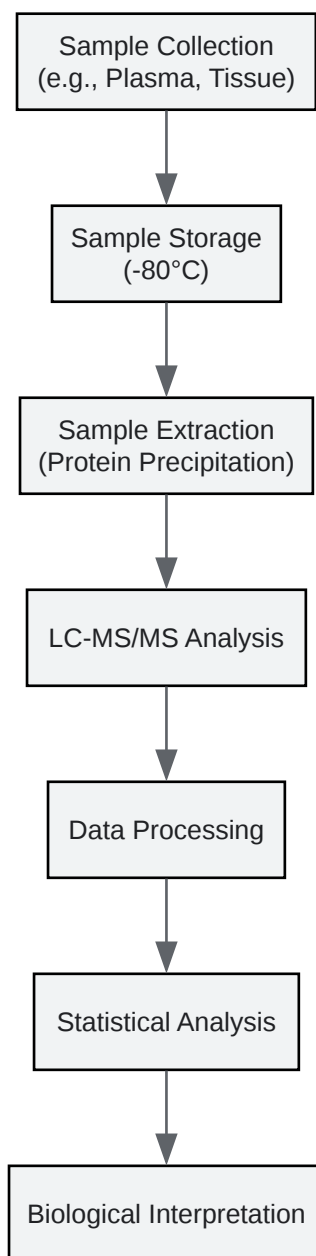 Sample Collection
(e.g., Plasma, Tissue)
Sample Storage
(-80°C)
Sample Extraction
(Protein Precipitation)
LC-MS/MS Analysis
Data Processing
Statistical Analysis
Biological Interpretation